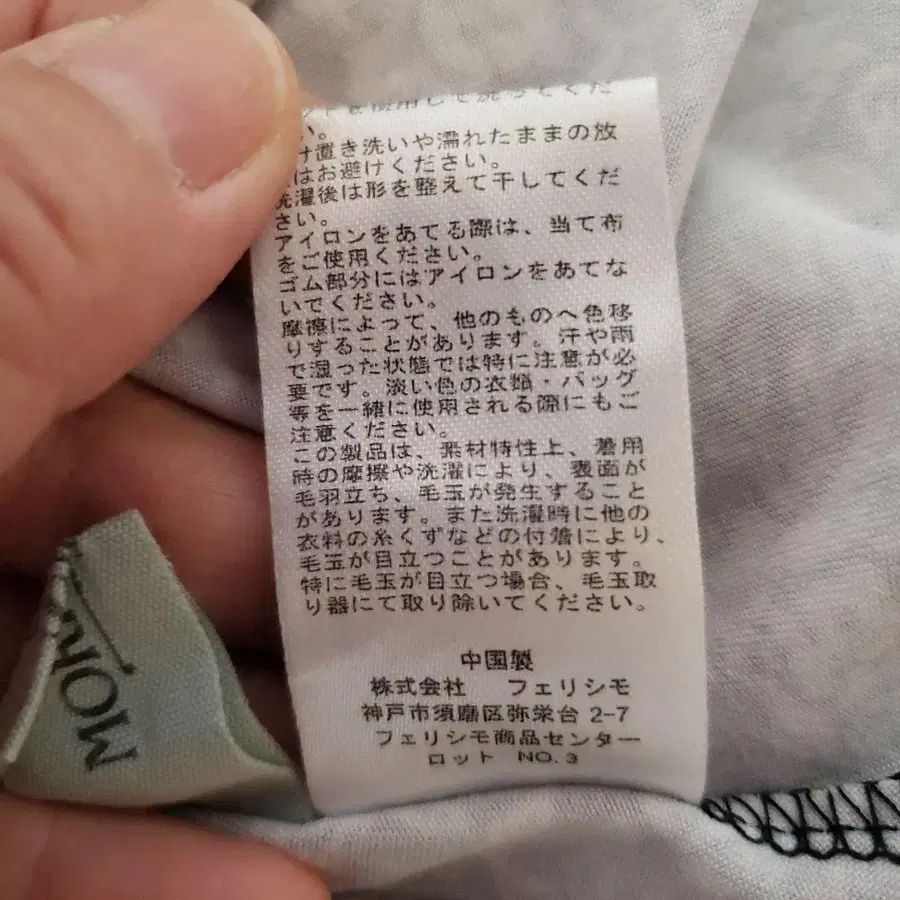 ットを使用して洗ってくだ
い。
け置き洗いや濡れたままの放
はお避けください。
洗濯後は形を整えて干してくだ
さい。
アイロンをあてる際は、当て布
をご使用ください。
ゴム部分にはアイロンをあてな
いでください。
摩擦によって、他のものへ色移
りすることがあります。汗や雨
で湿った状態では特に注意が必
要です。淡い色の衣類・バッグ
等を一緒に使用される際にもご
注意ください。
この製品は、素材特性上、着用
時の摩擦や洗濯により、表面が
毛羽立ち、毛玉が発生すること
があります。また洗濯時に他の
衣料の糸くずなどの付着により、
毛玉が目立つことがあります。
特に毛玉が目立つ場合、毛玉取
り器にて取り除いてください。
中国製
株式会社 フェリシモ
神戸市須磨区弥栄台 2-7
フェリシモ商品センター
ロット NO. 3